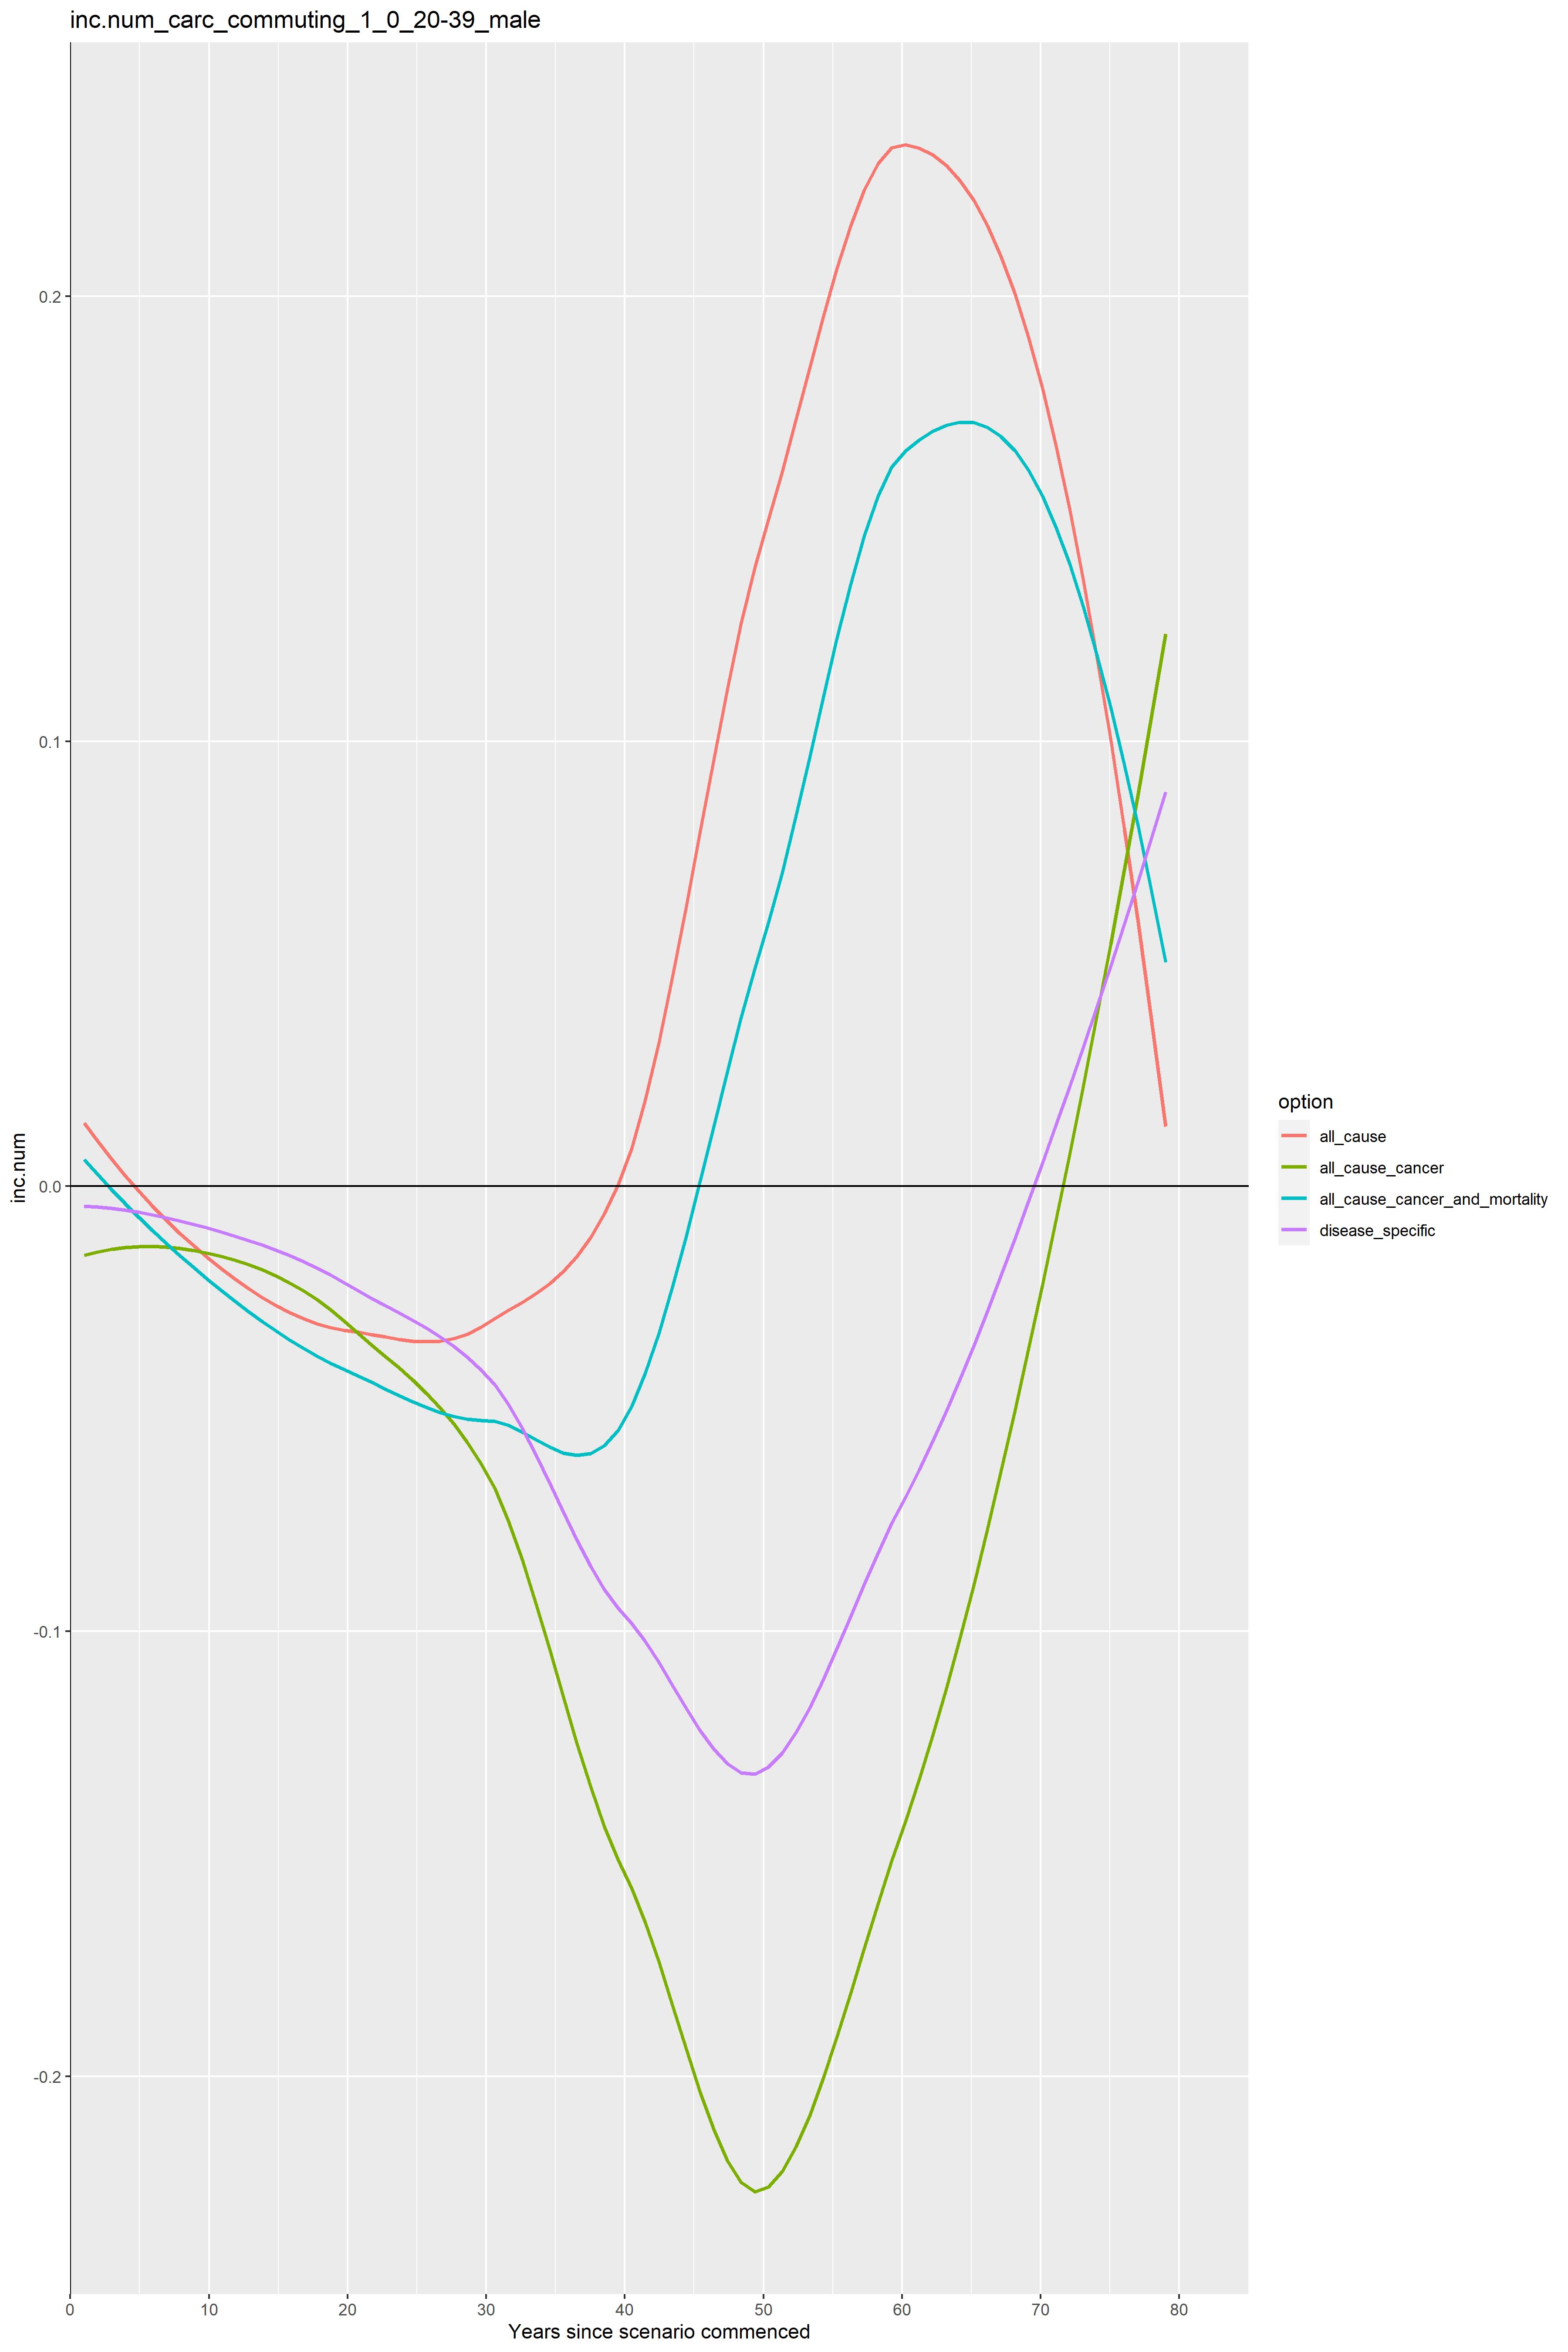 inc.num_carc_commuting_1_0_20-39_male
0.2
0.1
0.0
-0.1
-0.2
inc.num
0 10 20 30 40 50 60 70 80
Years since scenario commenced
option
all_cause
all_cause_cancer
all_cause_cancer_and_mortality
disease_specific